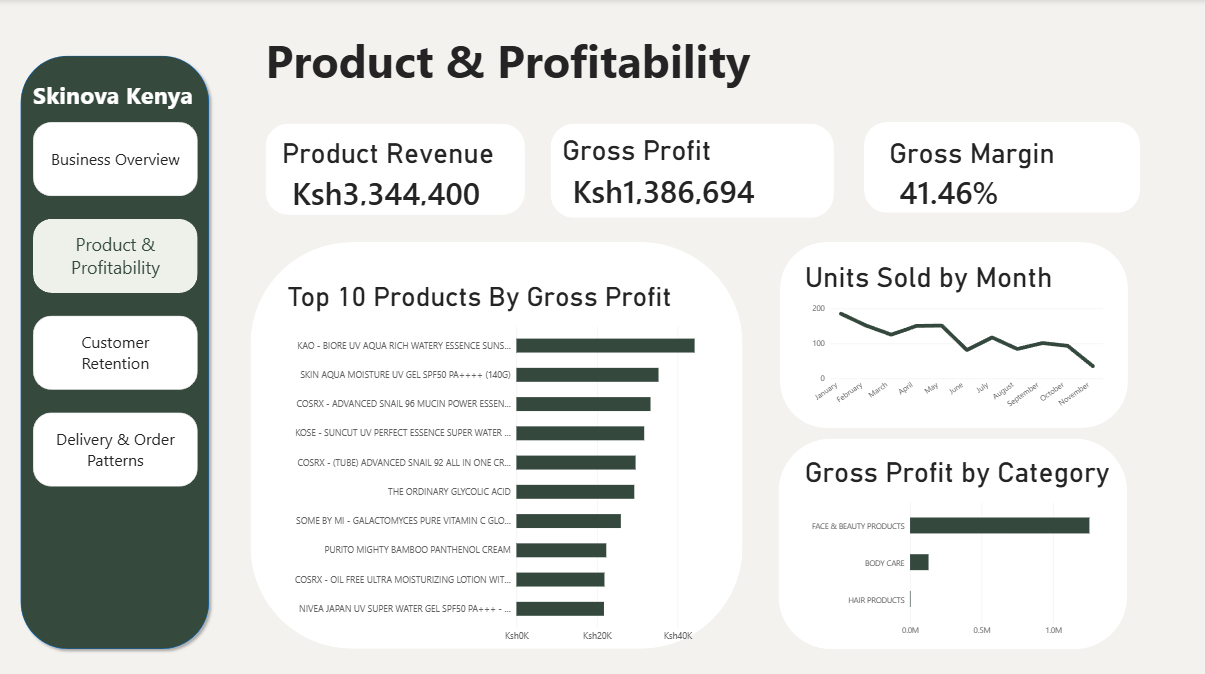 Product & Profitability
Skinova Kenya
Business Overview
Product &
Profitability
Customer
Retention
Delivery & Order
Patterns
Product Revenue
Ksh3,344,400
Gross Profit
Ksh1,386,694
Gross Margin
41.46%
Top 10 Products By Gross Profit
KAO - BIORE UV AQUA RICH WATERY ESSENCE SUNS...
SKIN AQUA MOISTURE UV GEL SPF50 PA++++ (140G)
COSRX - ADVANCED SNAIL 96 MUCIN POWER ESSEN...
KOSE - SUNCUT UV PERFECT ESSENCE SUPER WATER ...
COSRX - (TUBE) ADVANCED SNAIL 92 ALL IN ONE CR...
THE ORDINARY GLYCOLIC ACID
SOME BY MI - GALACTOMYCES PURE VITAMIN C GLO...
PURITO MIGHTY BAMBOO PANTHENOL CREAM
COSRX - OIL FREE ULTRA MOISTURIZING LOTION WIT...
NIVEA JAPAN UV SUPER WATER GEL SPF50 PA+++ - ...
Ksh0K Ksh20K Ksh40K
Units Sold by Month
200
100
0
January February March April May June July August September October November
Gross Profit by Category
FACE & BEAUTY PRODUCTS
BODY CARE
HAIR PRODUCTS
0.0M 0.5M 1.0M